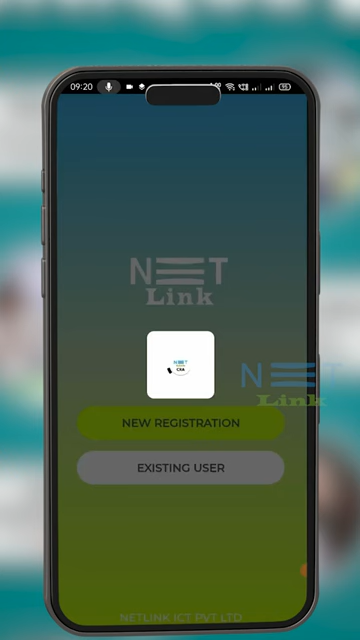 09:20
NET
Link
NET
CRA
NET
Link
NEW REGISTRATION
EXISTING USER
NETLINK ICT PVT LTD